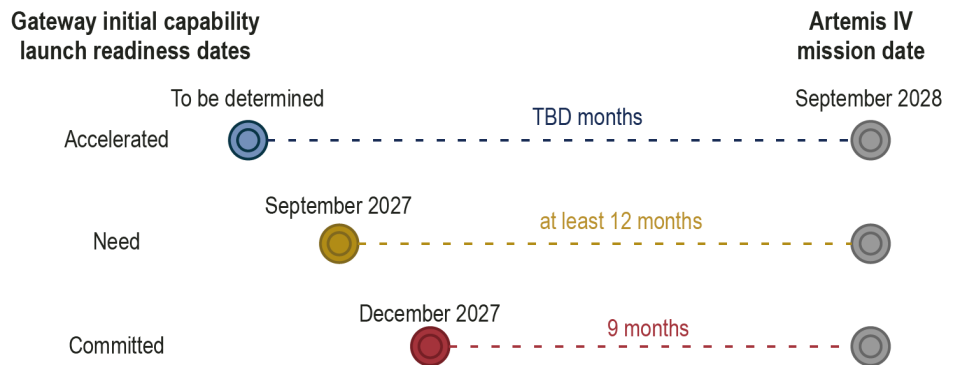 Gateway initial capability
launch readiness dates
Artemis IV
mission date
To be determined
September 2028
Accelerated
TBD months
September 2027
Need
at least 12 months
December 2027
Committed
9 months